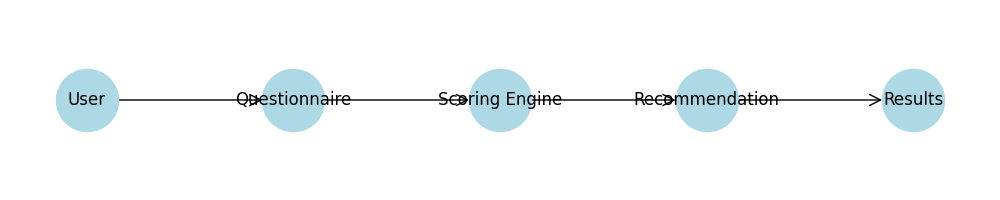 User
Questionnaire
Scoring Engine
Recommendation
Results